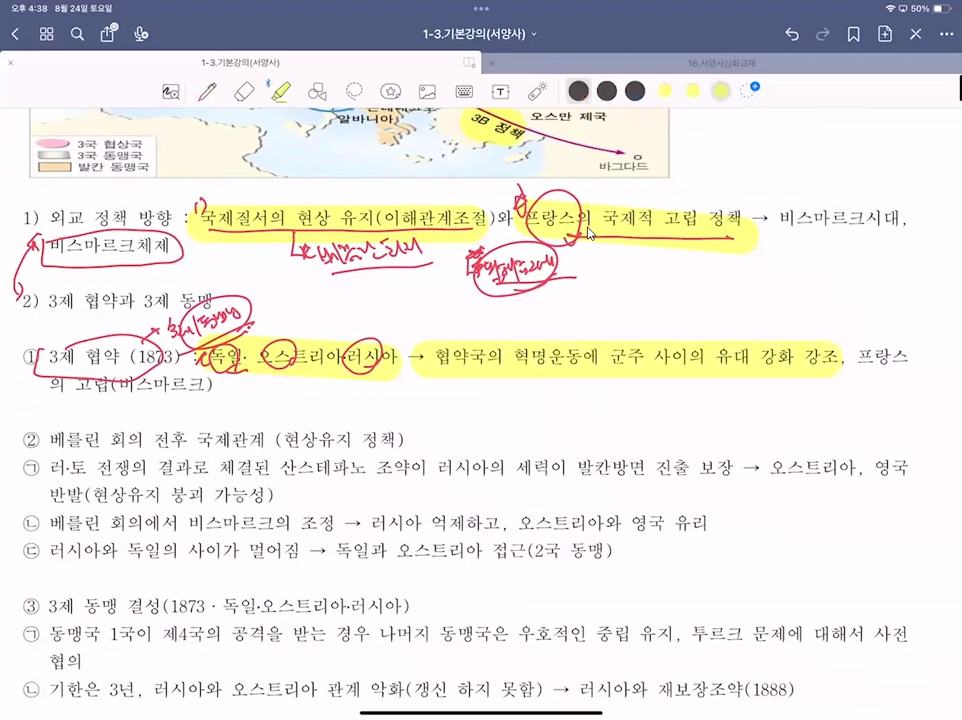 오후 4:38 8월 24일 토요일 50%
1-3.기본강의(서양사)
1-3.기본강의(서양사) 16.서양사심화교재
알바니아 3B 정책 오스만 제국
3국 협상국
3국 동맹국
발칸 동맹국
바그다드
1) 외교 정책 방향 : 국제질서의 현상 유지(이해관계조절)와 프랑스의 국제적 고립 정책 → 비스마르크시대,
비스마르크체제
2) 3제 협약과 3제 동맹
① 3제 협약 (1873) : 독일· 오스트리아·러시아 → 협약국의 혁명운동에 군주 사이의 유대 강화 강조, 프랑스
의 고립(비스마르크)
② 베를린 회의 전후 국제관계 (현상유지 정책)
㉠ 러·토 전쟁의 결과로 체결된 산스테파노 조약이 러시아의 세력이 발칸방면 진출 보장 → 오스트리아, 영국
반발(현상유지 붕괴 가능성)
㉡ 베를린 회의에서 비스마르크의 조정 → 러시아 억제하고, 오스트리아와 영국 유리
㉢ 러시아와 독일의 사이가 멀어짐 → 독일과 오스트리아 접근(2국 동맹)
③ 3제 동맹 결성(1873 · 독일·오스트리아·러시아)
㉠ 동맹국 1국이 제4국의 공격을 받는 경우 나머지 동맹국은 우호적인 중립 유지, 투르크 문제에 대해서 사전
협의
㉡ 기한은 3년, 러시아와 오스트리아 관계 악화(갱신 하지 못함) → 러시아와 재보장조약(1888)